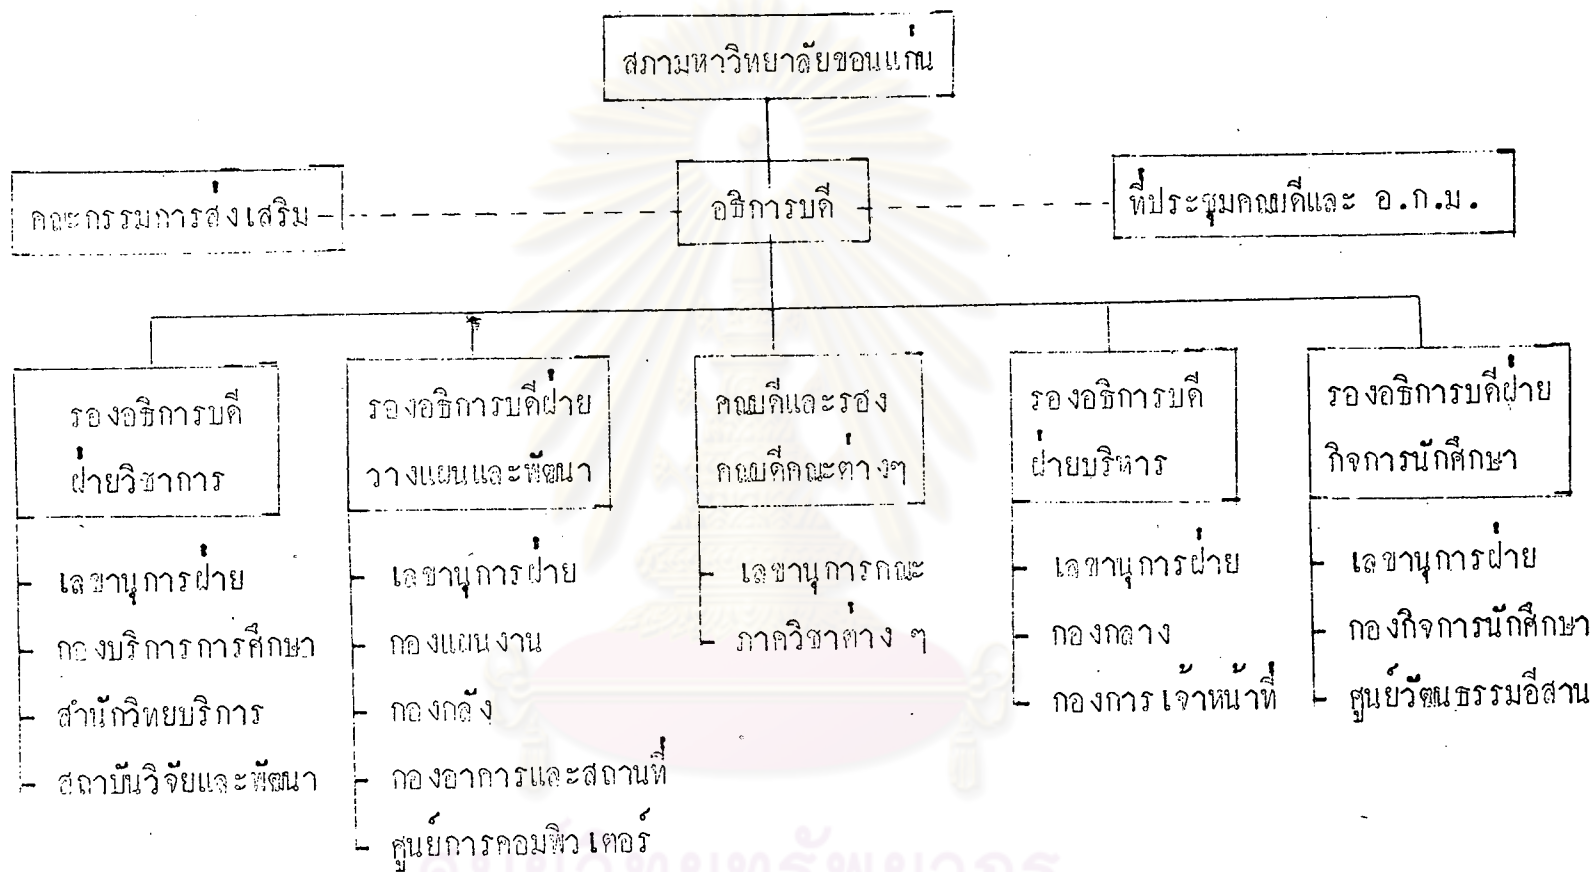 สภามหาวิทยาลัยขอนแก่น
คณะกรรมการส่งเสริม
อธิการบดี
ที่ประชุมคณบดีและ อ.ก.ม.
รองอธิการบดี
ฝ่ายวิชาการ
- เลขานุการฝ่าย
- กองบริการการศึกษา
- สำนักวิทยบริการ
- สถาบันวิจัยและพัฒนา
รองอธิการบดีฝ่าย
วางแผนและพัฒนา
- เลขานุการฝ่าย
- กองแผนงาน
- กองคลัง
- กองอาคารและสถานที่
- ศูนย์การคอมพิวเตอร์
คณบดีและรอง
คณบดีคณะต่างๆ
- เลขานุการคณะ
- ภาควิชาต่าง ๆ
รองอธิการบดี
ฝ่ายบริหาร
- เลขานุการฝ่าย
- กองกลาง
- กองการเจ้าหน้าที่
รองอธิการบดีฝ่าย
กิจการนักศึกษา
- เลขานุการฝ่าย
- กองกิจการนักศึกษา
- ศูนย์วัฒนธรรมอีสาน
ศูนย์วิทยทรัพยากร